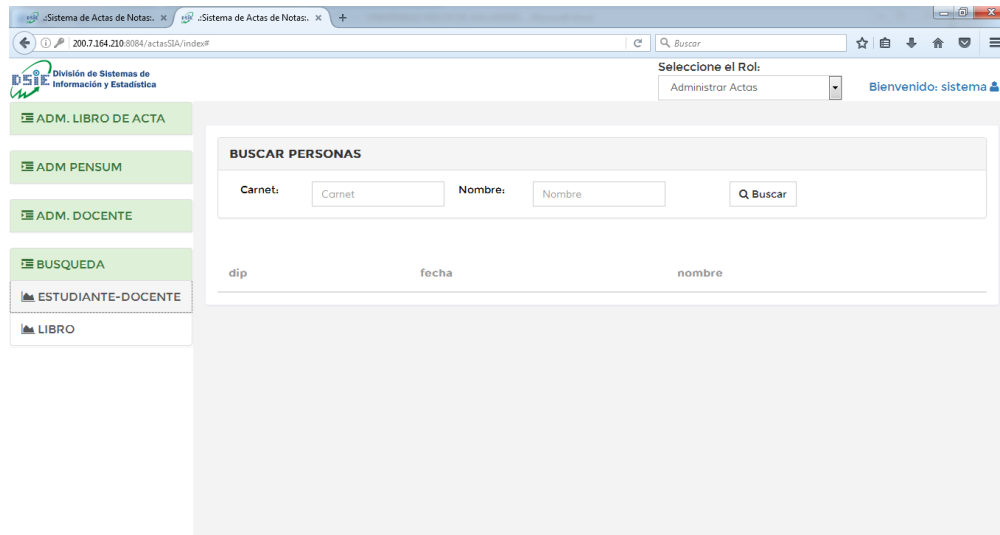 .:Sistema de Actas de Notas:. × .:Sistema de Actas de Notas:. × +
200.7.164.210:8084/actasSIA/index# Buscar
DSIE División de Sistemas de
Información y Estadística
Seleccione el Rol:
Administrar Actas
Bienvenido: sistema
ADM. LIBRO DE ACTA
ADM PENSUM
ADM. DOCENTE
BUSQUEDA
ESTUDIANTE-DOCENTE
LIBRO
BUSCAR PERSONAS
Carnet: Carnet Nombre: Nombre Buscar
dip fecha nombre